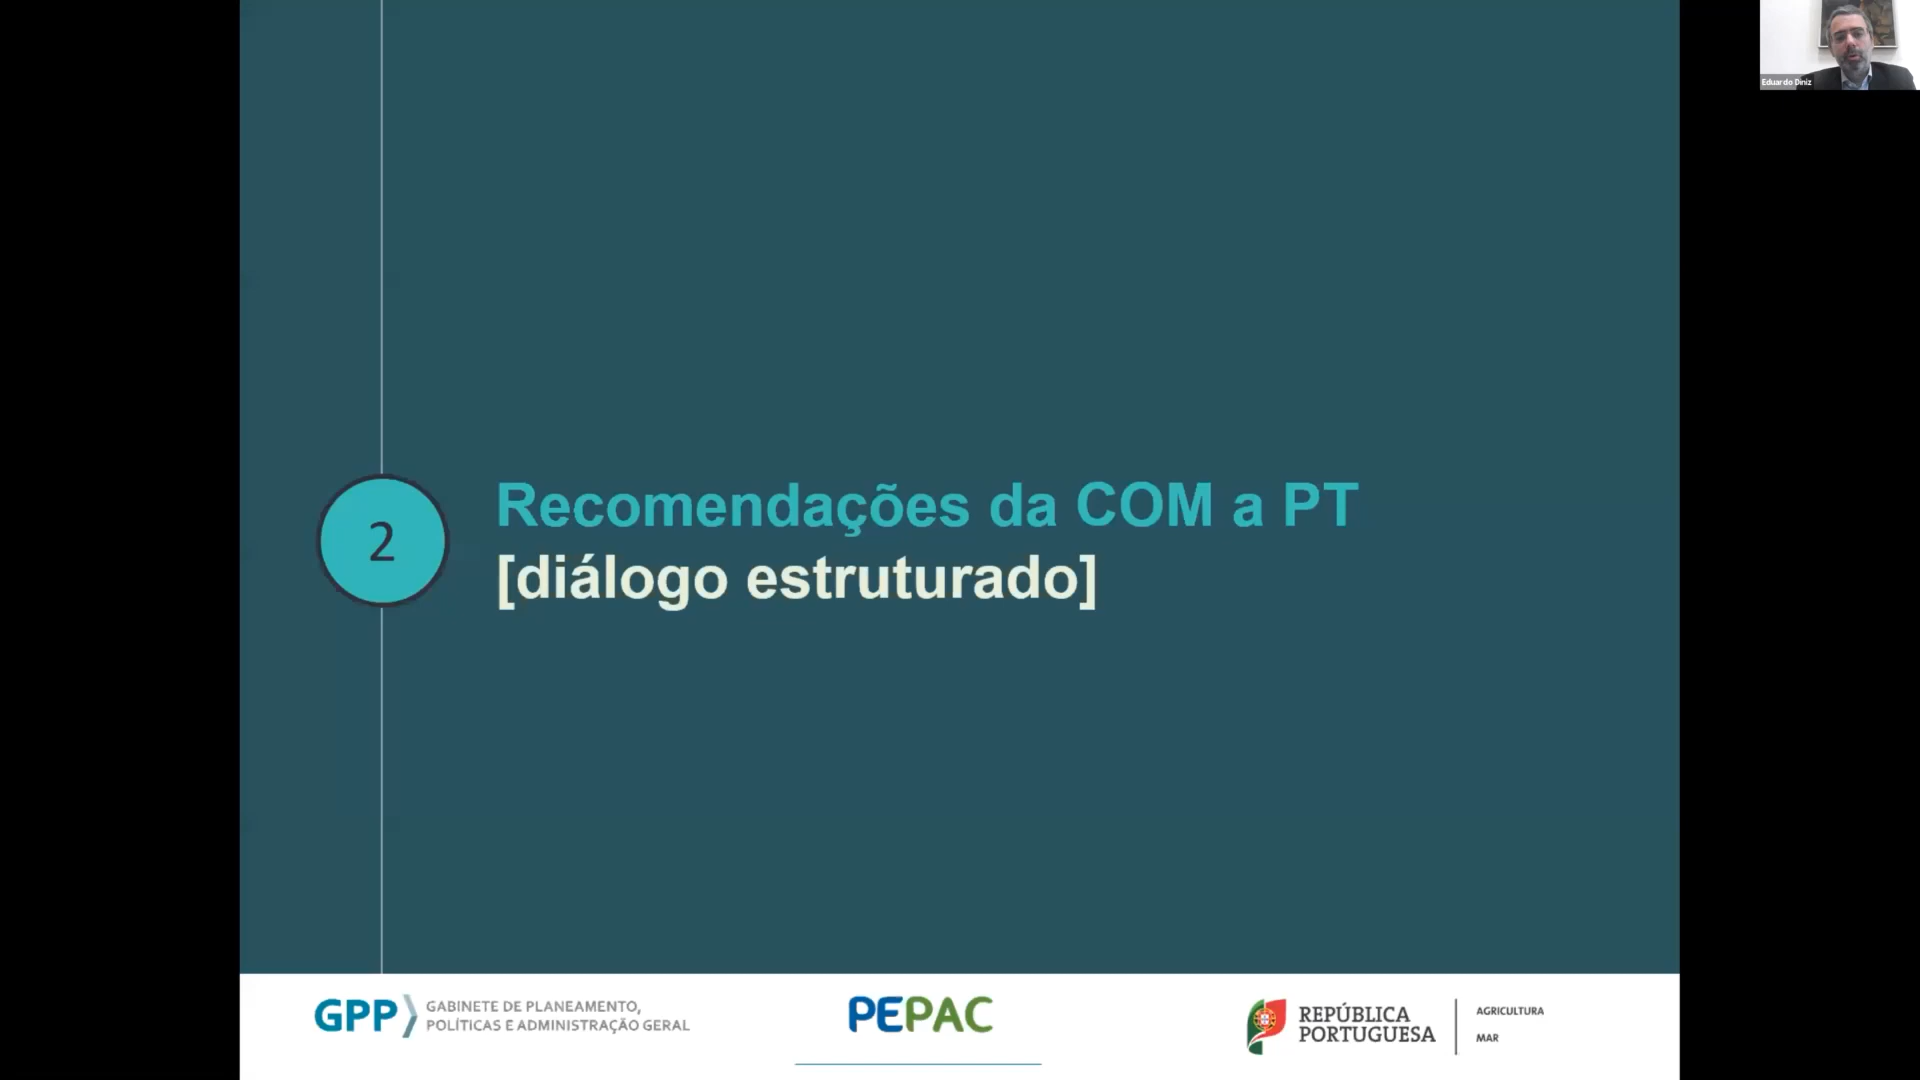 Eduardo Diniz
2
Recomendações da COM a PT
[diálogo estruturado]
GPP
GABINETE DE PLANEAMENTO,
POLÍTICAS E ADMINISTRAÇÃO GERAL
PEPAC
REPÚBLICA
PORTUGUESA
AGRICULTURA
MAR